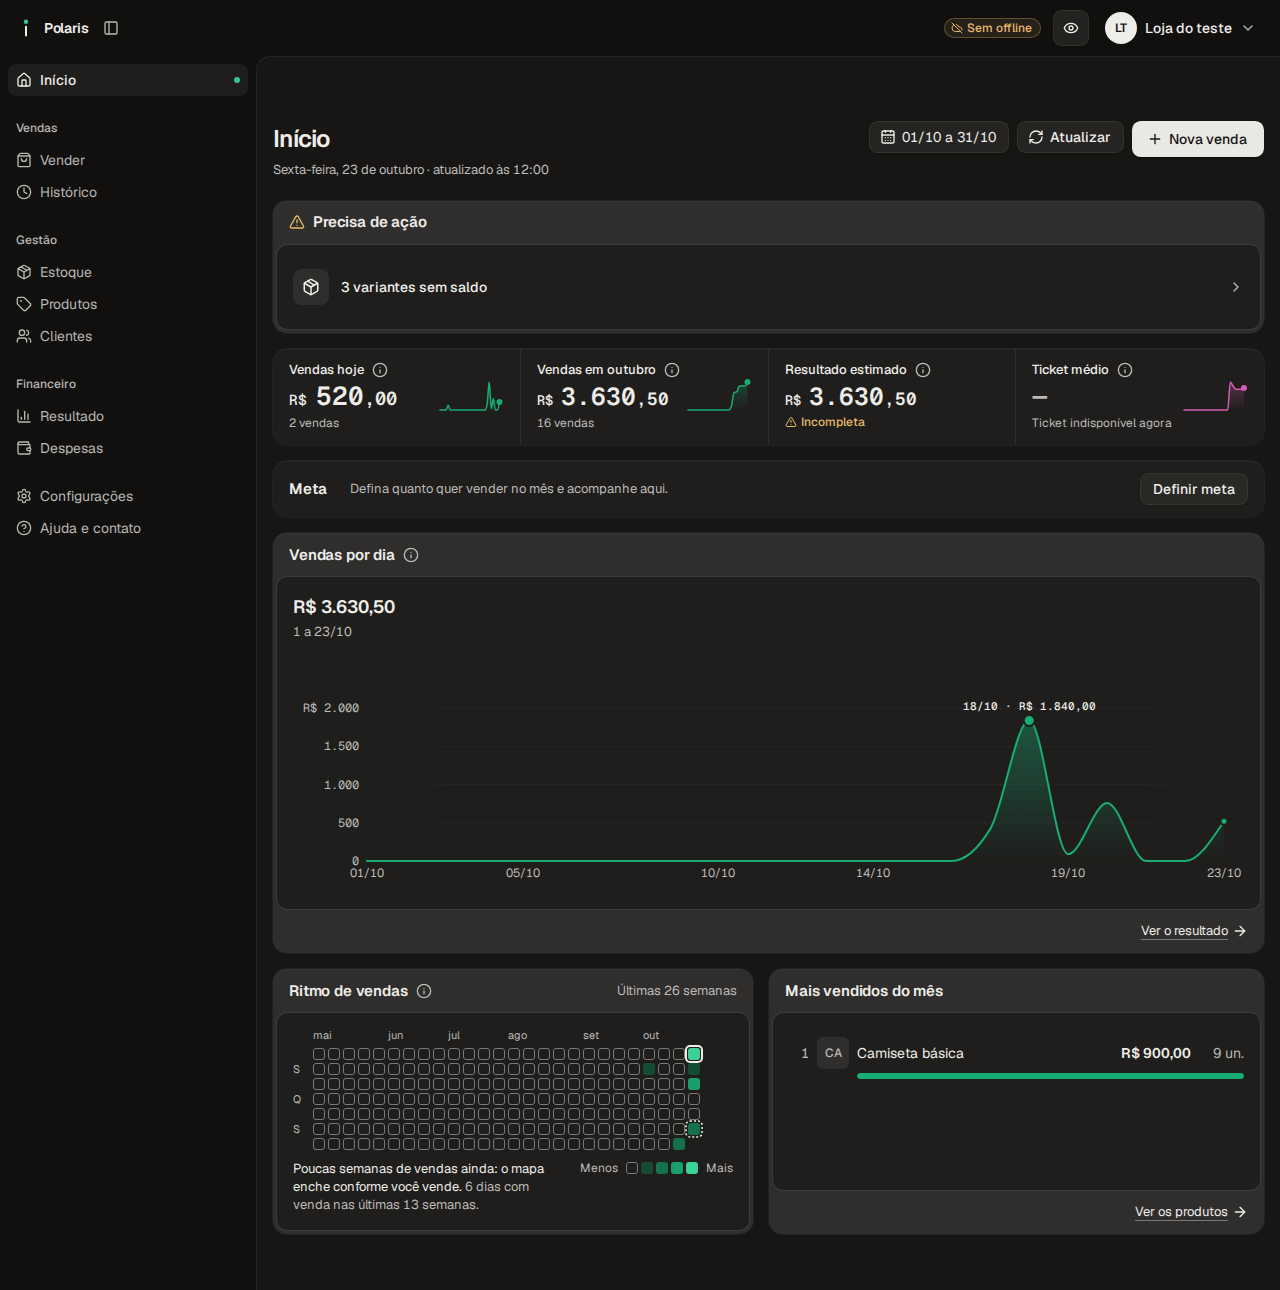 Polaris
Sem offline
LT
Loja do teste
Início
Vendas
Vender
Histórico
Gestão
Estoque
Produtos
Clientes
Financeiro
Resultado
Despesas
Configurações
Ajuda e contato
Início
01/10 a 31/10
Atualizar
Nova venda
Sexta-feira, 23 de outubro · atualizado às 12:00
Precisa de ação
3 variantes sem saldo
Vendas hoje
R$ 520,00
2 vendas
Vendas em outubro
R$ 3.630,50
16 vendas
Resultado estimado
R$ 3.630,50
Incompleta
Ticket médio
—
Ticket indisponível agora
Meta
Defina quanto quer vender no mês e acompanhe aqui.
Definir meta
Vendas por dia
R$ 3.630,50
1 a 23/10
R$ 2.000
1.500
1.000
500
0
18/10 · R$ 1.840,00
01/10
05/10
10/10
14/10
19/10
23/10
Ver o resultado
Ritmo de vendas
Últimas 26 semanas
mai
jun
jul
ago
set
out
S
Q
S
Poucas semanas de vendas ainda: o mapa
enche conforme você vende. 6 dias com
venda nas últimas 13 semanas.
Menos
Mais
Mais vendidos do mês
1
CA
Camiseta básica
R$ 900,00
9 un.
Ver os produtos